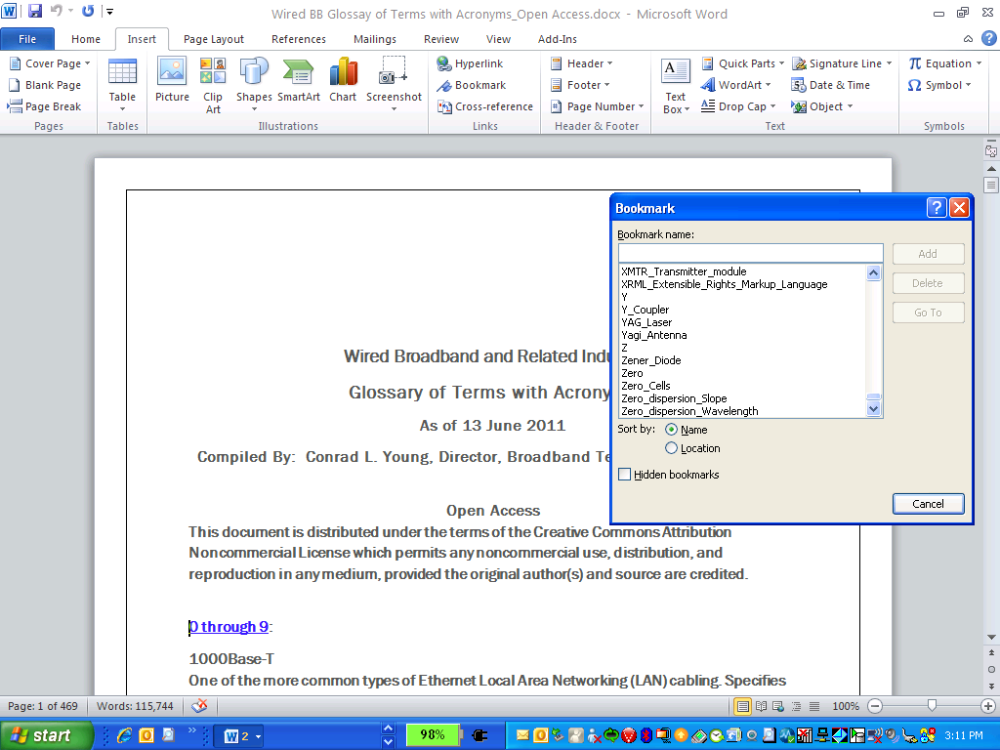 Wired BB Glossay of Terms with Acronyms_Open Access.docx - Microsoft Word
File Home Insert Page Layout References Mailings Review View Add-Ins
Cover Page
Blank Page
Page Break
Pages
Table
Tables
Picture
Clip Art
Shapes
SmartArt
Chart
Screenshot
Illustrations
Hyperlink
Bookmark
Cross-reference
Links
Header
Footer
Page Number
Header & Footer
Text Box
Quick Parts
WordArt
Drop Cap
Signature Line
Date & Time
Object
Text
Equation
Symbol
Symbols
Wired Broadband and Related Indu
Glossary of Terms with Acrony
As of 13 June 2011
Compiled By: Conrad L. Young, Director, Broadband Te
Open Access
This document is distributed under the terms of the Creative Commons Attribution
Noncommercial License which permits any noncommercial use, distribution, and
reproduction in any medium, provided the original author(s) and source are credited.
0 through 9:
1000Base-T
One of the more common types of Ethernet Local Area Networking (LAN) cabling. Specifies
Bookmark
Bookmark name:
Add
Delete
Go To
XMTR_Transmitter_module
XRML_Extensible_Rights_Markup_Language
Y
Y_Coupler
YAG_Laser
Yagi_Antenna
Z
Zener_Diode
Zero
Zero_Cells
Zero_dispersion_Slope
Zero_dispersion_Wavelength
Sort by: Name
Location
Hidden bookmarks
Cancel
Page: 1 of 469 Words: 115,744 100%
start 2 98% 3:11 PM